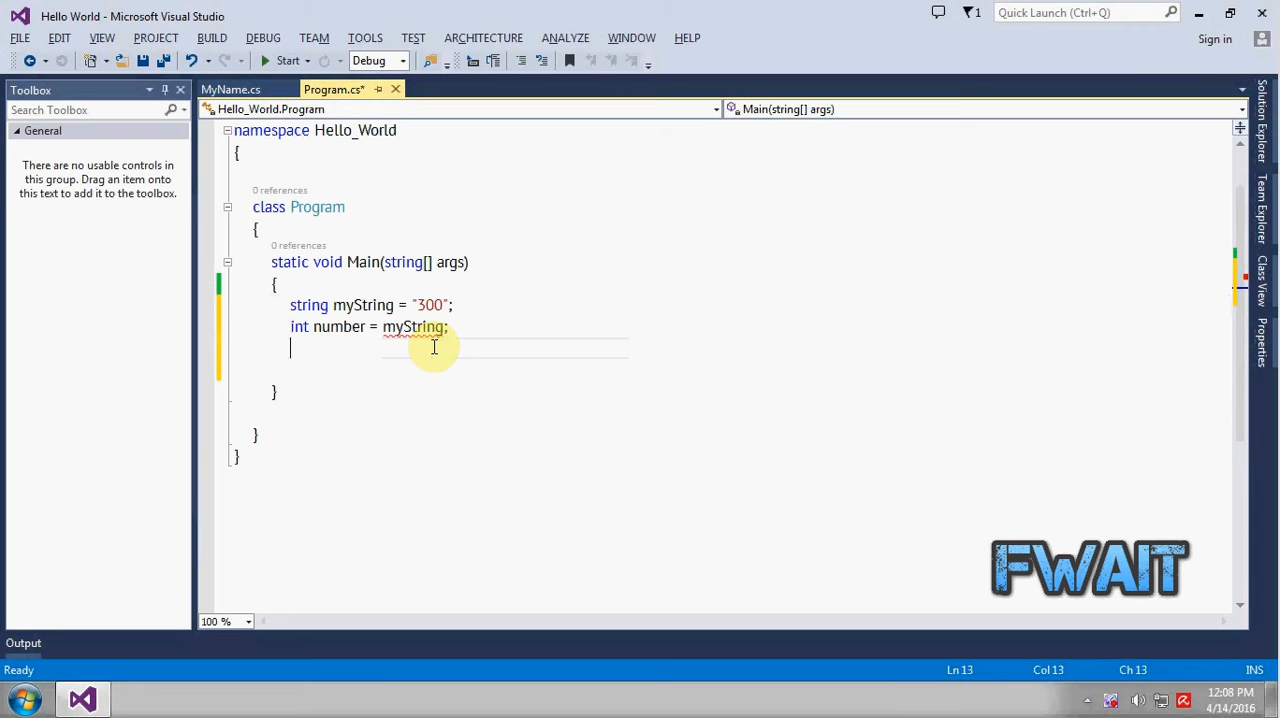 Hello World - Microsoft Visual Studio
1
Quick Launch (Ctrl+Q)
FILE EDIT VIEW PROJECT BUILD DEBUG TEAM TOOLS TEST ARCHITECTURE ANALYZE WINDOW HELP
Sign in
Start
Debug
Toolbox
MyName.cs
Program.cs*
Search Toolbox
Hello_World.Program
Main(string[] args)
General
There are no usable controls in
this group. Drag an item onto
this text to add it to the toolbox.
namespace Hello_World
{
0 references
class Program
{
0 references
static void Main(string[] args)
{
string myString = "300";
int number = myString;
}
}
}
Solution Explorer
Team Explorer
Class View
Properties
FWAIT
100 %
Output
Ready
Ln 13
Col 13
Ch 13
INS
12:08 PM
4/14/2016